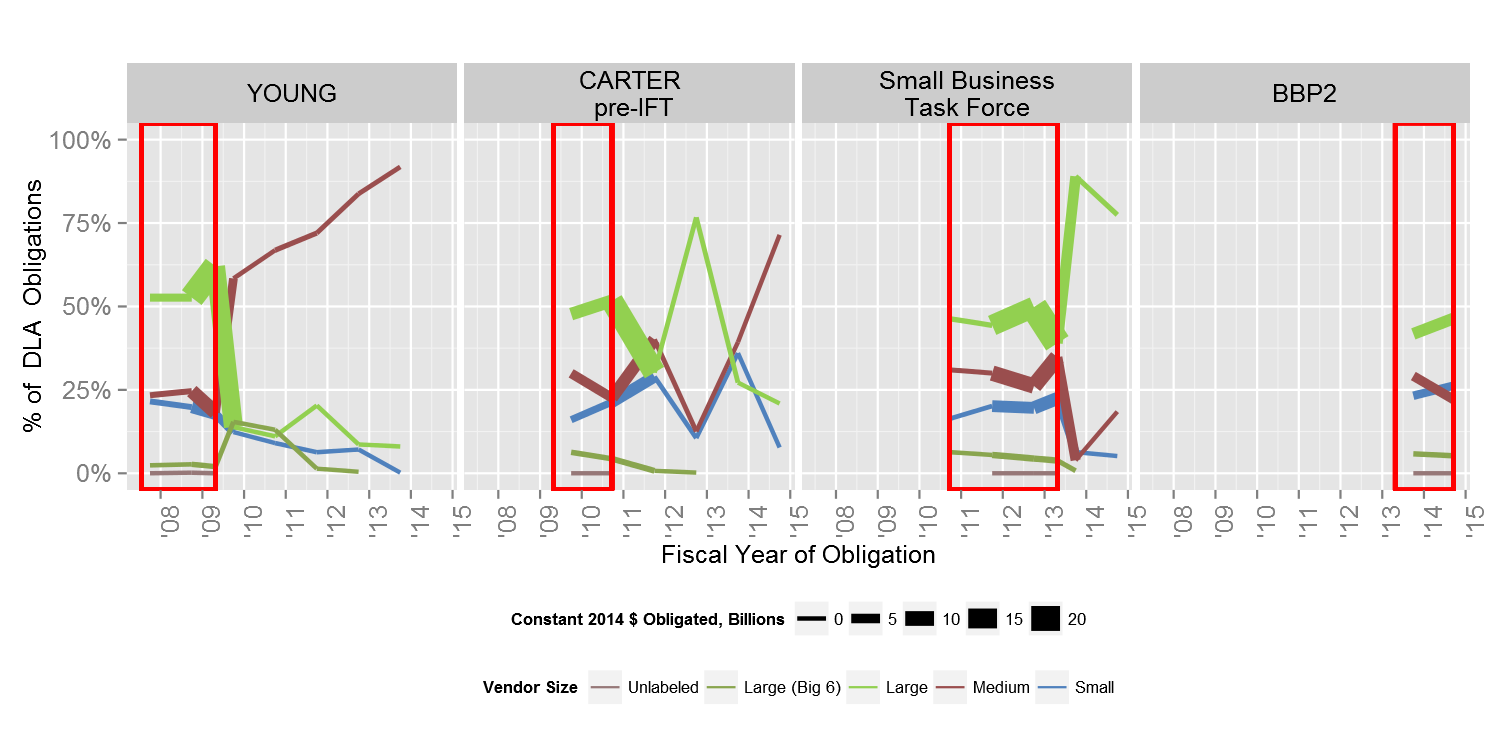 YOUNG
CARTER
pre-IFT
Small Business
Task Force
BBP2
% of DLA Obligations
100%
75%
50%
25%
0%
'08 '09 '10 '11 '12 '13 '14 '15
'08 '09 '10 '11 '12 '13 '14 '15
'08 '09 '10 '11 '12 '13 '14 '15
'08 '09 '10 '11 '12 '13 '14 '15
Fiscal Year of Obligation
Constant 2014 $ Obligated, Billions 0 5 10 15 20
Vendor Size Unlabeled Large (Big 6) Large Medium Small